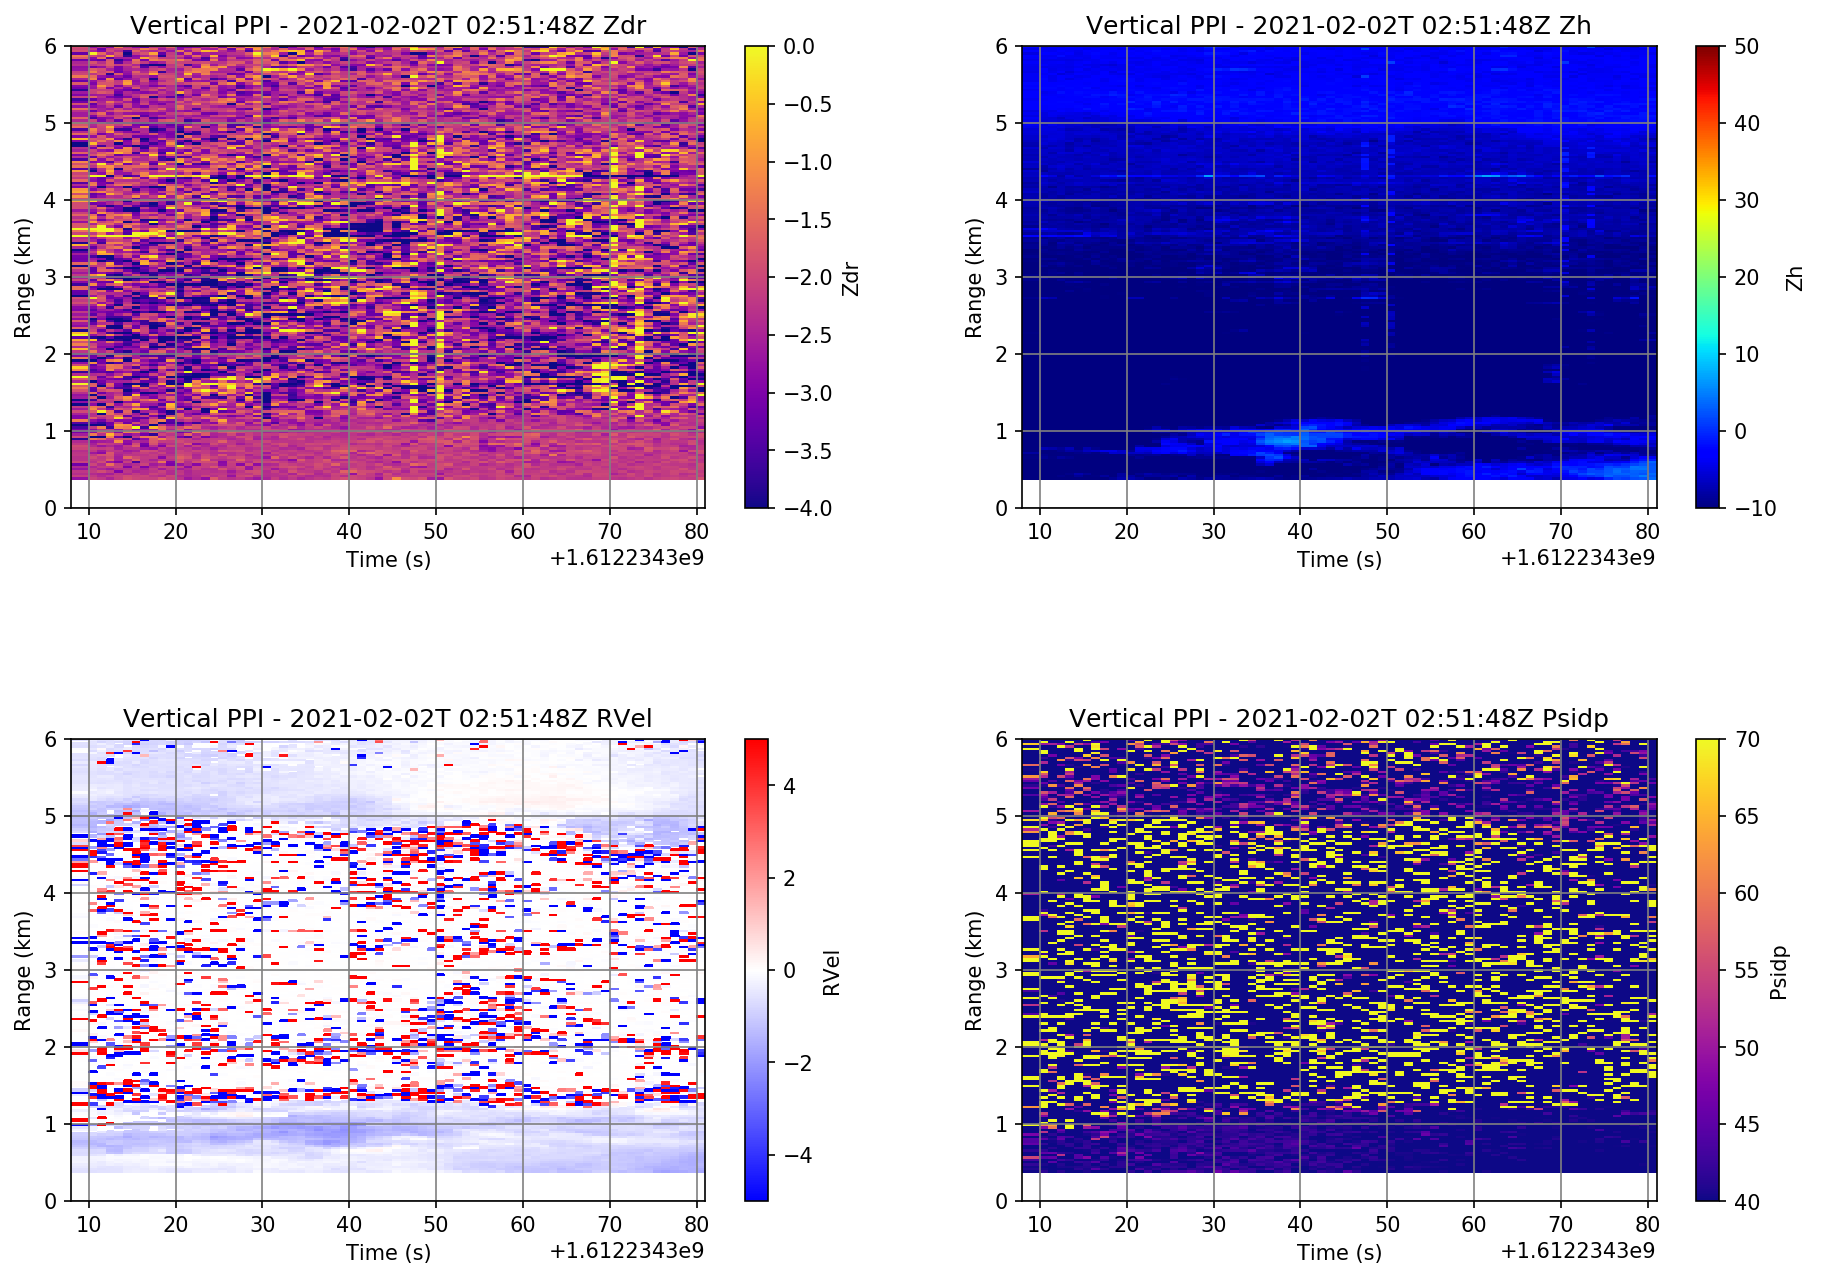 Vertical PPI - 2021-02-02T 02:51:48Z Zdr
6
5
4
3
2
1
0
Range (km)
10 20 30 40 50 60 70 80
Time (s)
+1.6122343e9
0.0
−0.5
−1.0
−1.5
−2.0
−2.5
−3.0
−3.5
−4.0
Zdr
Vertical PPI - 2021-02-02T 02:51:48Z Zh
6
5
4
3
2
1
0
Range (km)
10 20 30 40 50 60 70 80
Time (s)
+1.6122343e9
50
40
30
20
10
0
−10
Zh
Vertical PPI - 2021-02-02T 02:51:48Z RVel
6
5
4
3
2
1
0
Range (km)
10 20 30 40 50 60 70 80
Time (s)
+1.6122343e9
4
2
0
−2
−4
RVel
Vertical PPI - 2021-02-02T 02:51:48Z Psidp
6
5
4
3
2
1
0
Range (km)
10 20 30 40 50 60 70 80
Time (s)
+1.6122343e9
70
65
60
55
50
45
40
Psidp